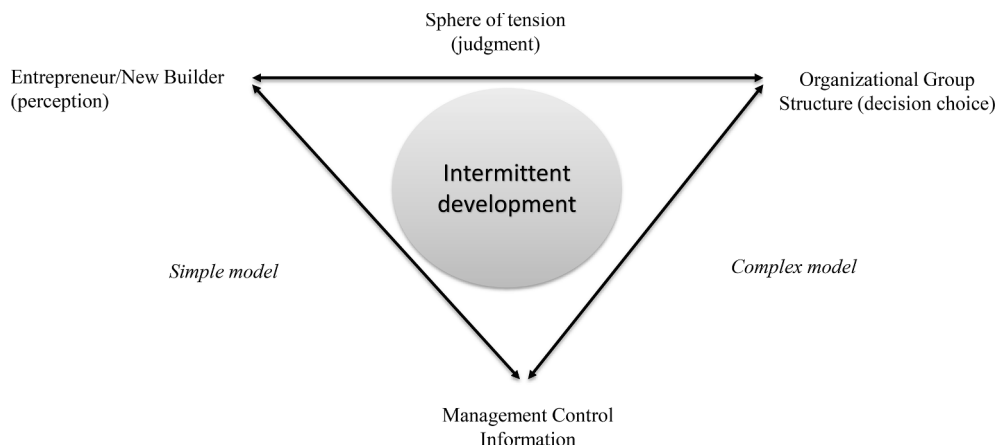 Sphere of tension
(judgment)
Entrepreneur/New Builder
(perception)
Organizational Group
Structure (decision choice)
Intermittent
development
Simple model
Complex model
Management Control
Information